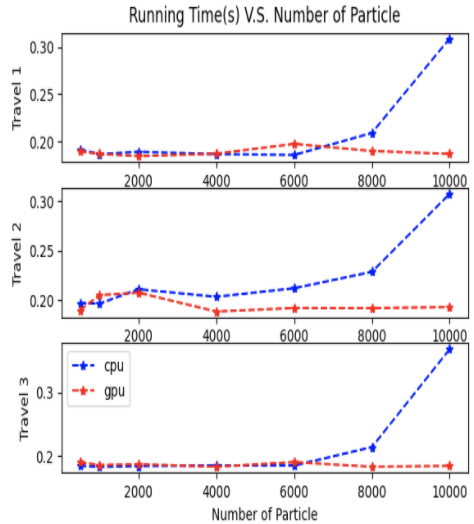 Running Time(s) V.S. Number of Particle
Travel 1
0.30
0.25
0.20
2000 4000 6000 8000 10000
Travel 2
0.30
0.25
0.20
2000 4000 6000 8000 10000
Travel 3
cpu
gpu
0.3
0.2
2000 4000 6000 8000 10000
Number of Particle